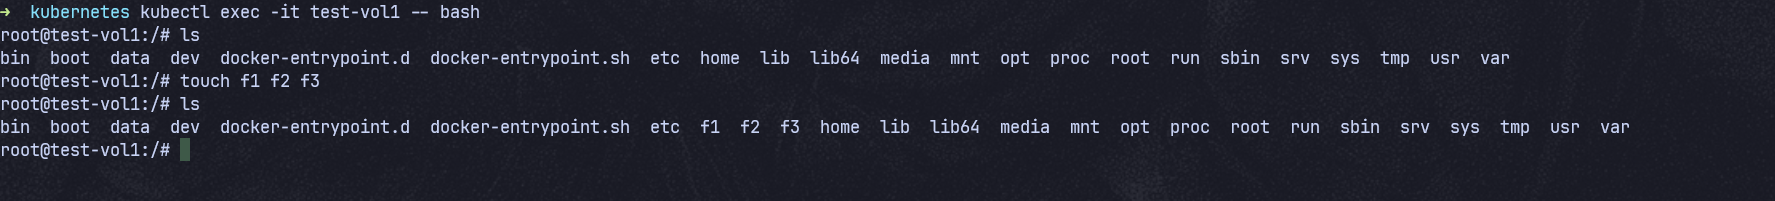 → kubernetes kubectl exec -it test-vol1 -- bash
root@test-vol1:/# ls
bin boot data dev docker-entrypoint.d docker-entrypoint.sh etc home lib lib64 media mnt opt proc root run sbin srv sys tmp usr var
root@test-vol1:/# touch f1 f2 f3
root@test-vol1:/# ls
bin boot data dev docker-entrypoint.d docker-entrypoint.sh etc f1 f2 f3 home lib lib64 media mnt opt proc root run sbin srv sys tmp usr var
root@test-vol1:/#